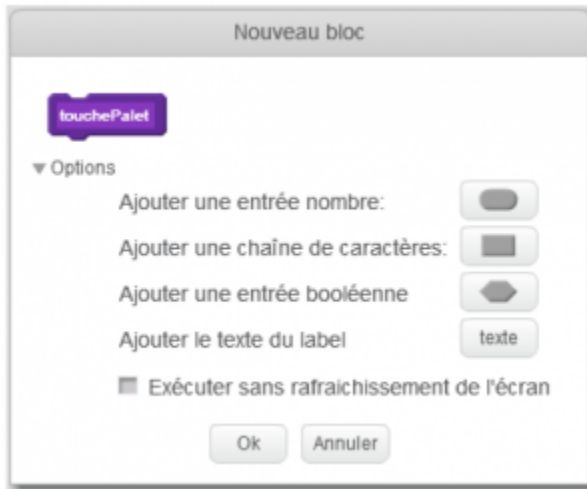 Nouveau bloc
touchePalet
Options
Ajouter une entrée nombre:
Ajouter une chaîne de caractères:
Ajouter une entrée booléenne
Ajouter le texte du label texte
Exécuter sans rafraichissement de l'écran
Ok Annuler